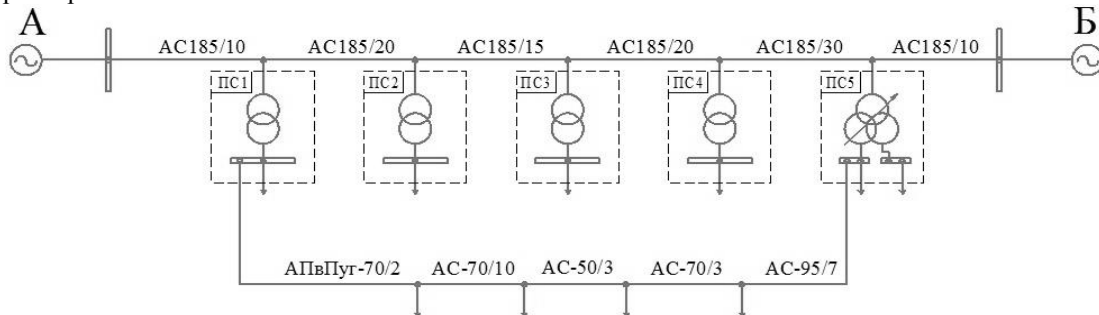 А Б
АС185/10 АС185/20 АС185/15 АС185/20 АС185/30 АС185/10
ПС1 ПС2 ПС3 ПС4 ПС5
АПвПуг-70/2 АС-70/10 АС-50/3 АС-70/3 АС-95/7